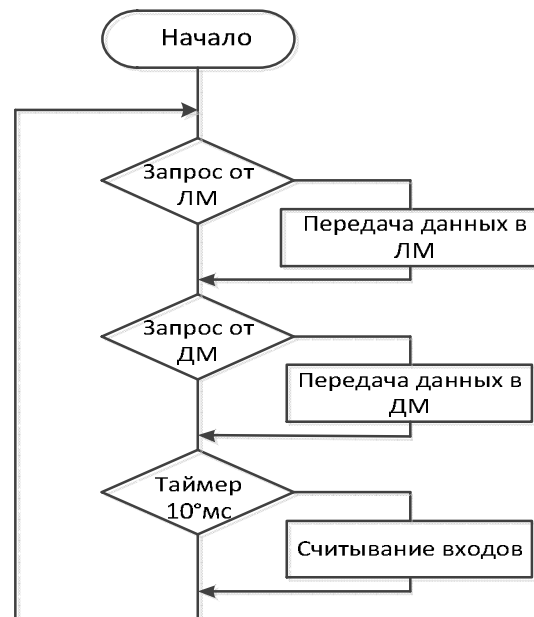 Начало
Запрос от
ЛМ
Передача данных в
ЛМ
Запрос от
ДМ
Передача данных в
ДМ
Таймер
10°мс
Считывание входов